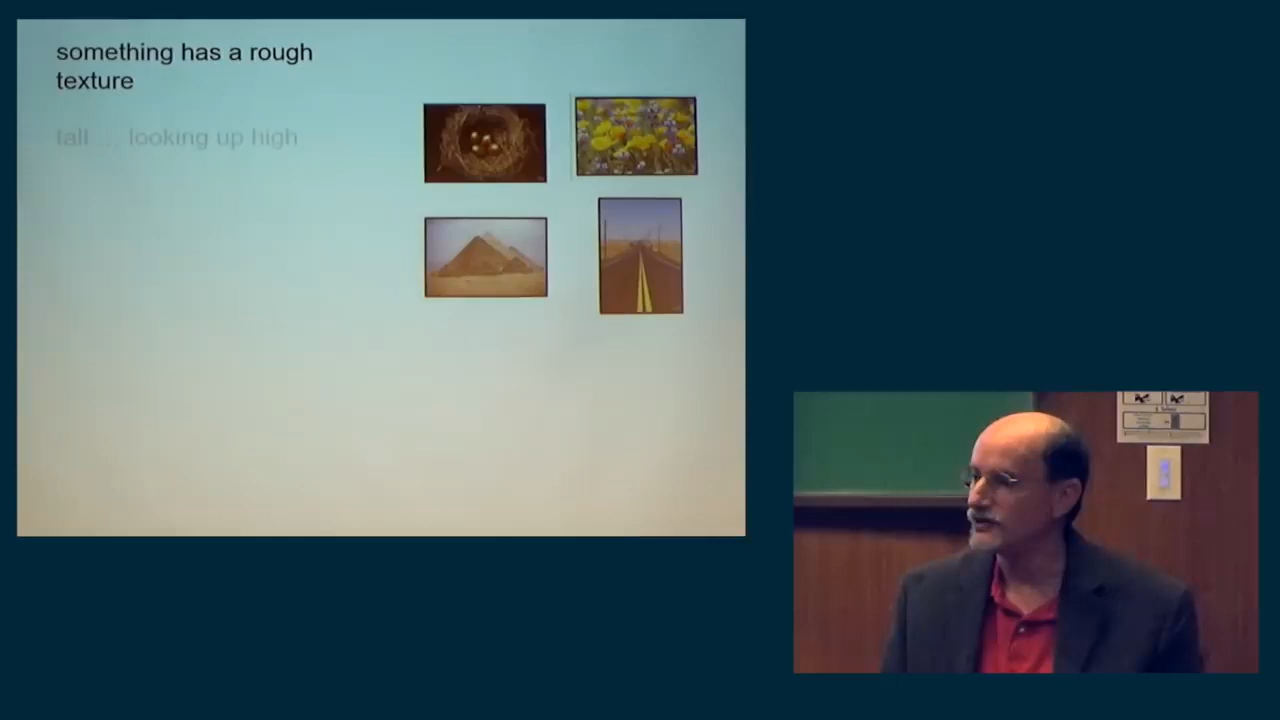 something has a rough
texture
tall ... looking up high